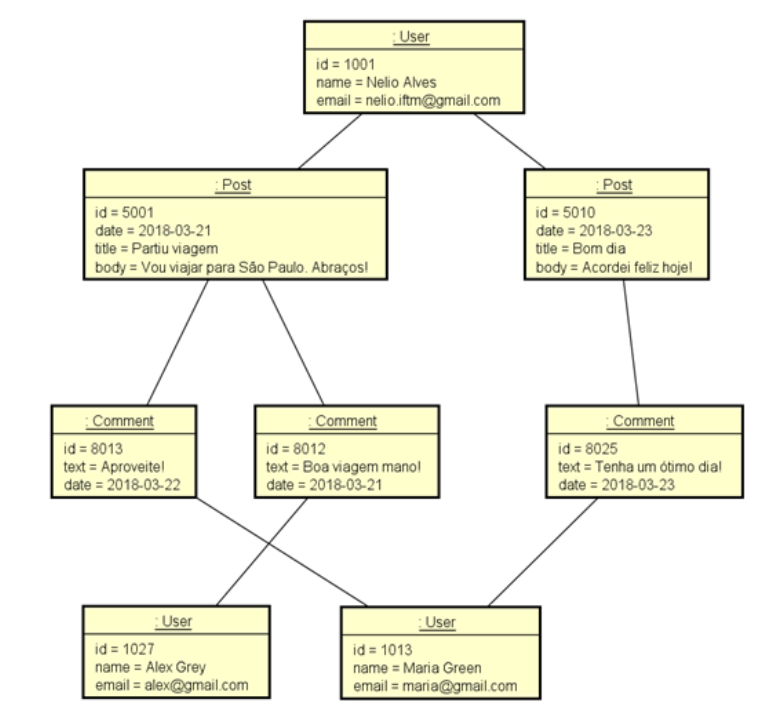 : User
id = 1001
name = Nelio Alves
email = nelio.iftm@gmail.com
: Post
id = 5001
date = 2018-03-21
title = Partiu viagem
body = Vou viajar para São Paulo. Abraços!
: Post
id = 5010
date = 2018-03-23
title = Bom dia
body = Acordei feliz hoje!
: Comment
id = 8013
text = Aproveite!
date = 2018-03-22
: Comment
id = 8012
text = Boa viagem mano!
date = 2018-03-21
: Comment
id = 8025
text = Tenha um ótimo dia!
date = 2018-03-23
: User
id = 1027
name = Alex Grey
email = alex@gmail.com
: User
id = 1013
name = Maria Green
email = maria@gmail.com